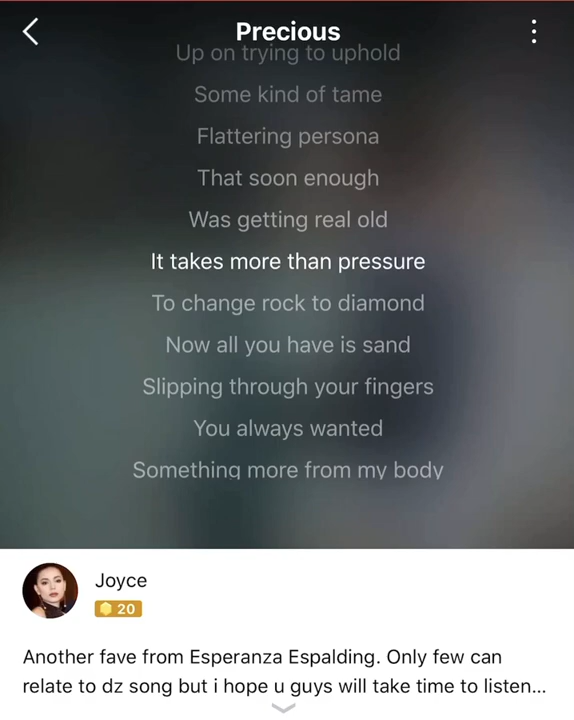 Precious
Up on trying to uphold
Some kind of tame
Flattering persona
That soon enough
Was getting real old
It takes more than pressure
To change rock to diamond
Now all you have is sand
Slipping through your fingers
You always wanted
Something more from my body
Joyce
20
Another fave from Esperanza Espalding. Only few can
relate to dz song but i hope u guys will take time to listen...